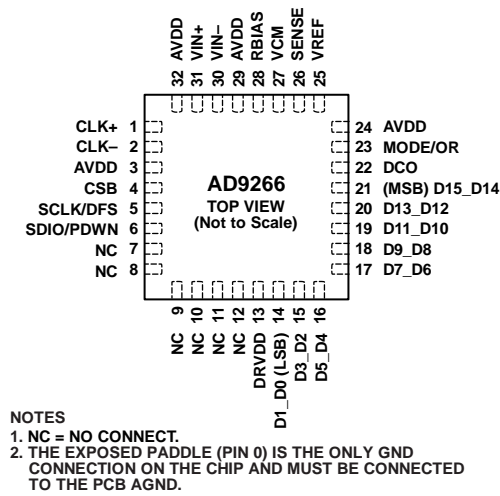 32 AVDD
31 VIN+
30 VIN–
29 AVDD
28 RBIAS
27 VCM
26 SENSE
25 VREF
CLK+ 1
CLK– 2
AVDD 3
CSB 4
SCLK/DFS 5
SDIO/PDWN 6
NC 7
NC 8
AD9266
TOP VIEW
(Not to Scale)
24 AVDD
23 MODE/OR
22 DCO
21 (MSB) D15_D14
20 D13_D12
19 D11_D10
18 D9_D8
17 D7_D6
NC 9
NC 10
NC 11
NC 12
DRVDD 13
D1_D0 (LSB) 14
D3_D2 15
D5_D4 16
NOTES
1. NC = NO CONNECT.
2. THE EXPOSED PADDLE (PIN 0) IS THE ONLY GND
CONNECTION ON THE CHIP AND MUST BE CONNECTED
TO THE PCB AGND.